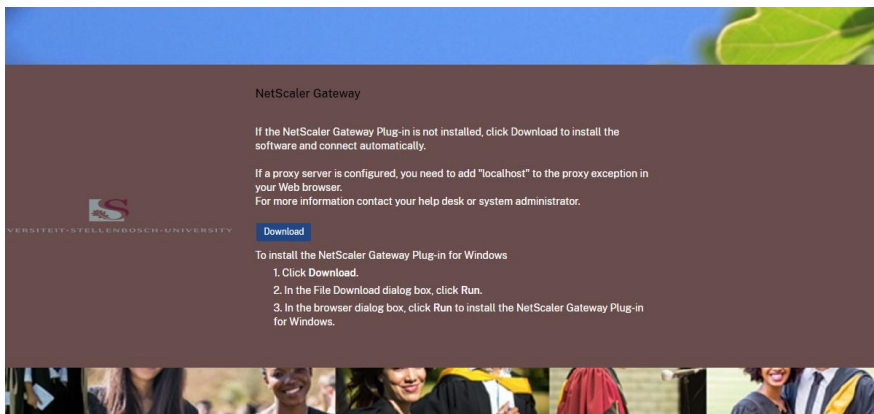 NetScaler Gateway
If the NetScaler Gateway Plug-in is not installed, click Download to install the
software and connect automatically.
If a proxy server is configured, you need to add "localhost" to the proxy exception in
your Web browser.
For more information contact your help desk or system administrator.
VERSITEIT·STELLENBOSCH·UNIVERSITY
Download
To install the NetScaler Gateway Plug-in for Windows
1. Click Download.
2. In the File Download dialog box, click Run.
3. In the browser dialog box, click Run to install the NetScaler Gateway Plug-in
for Windows.